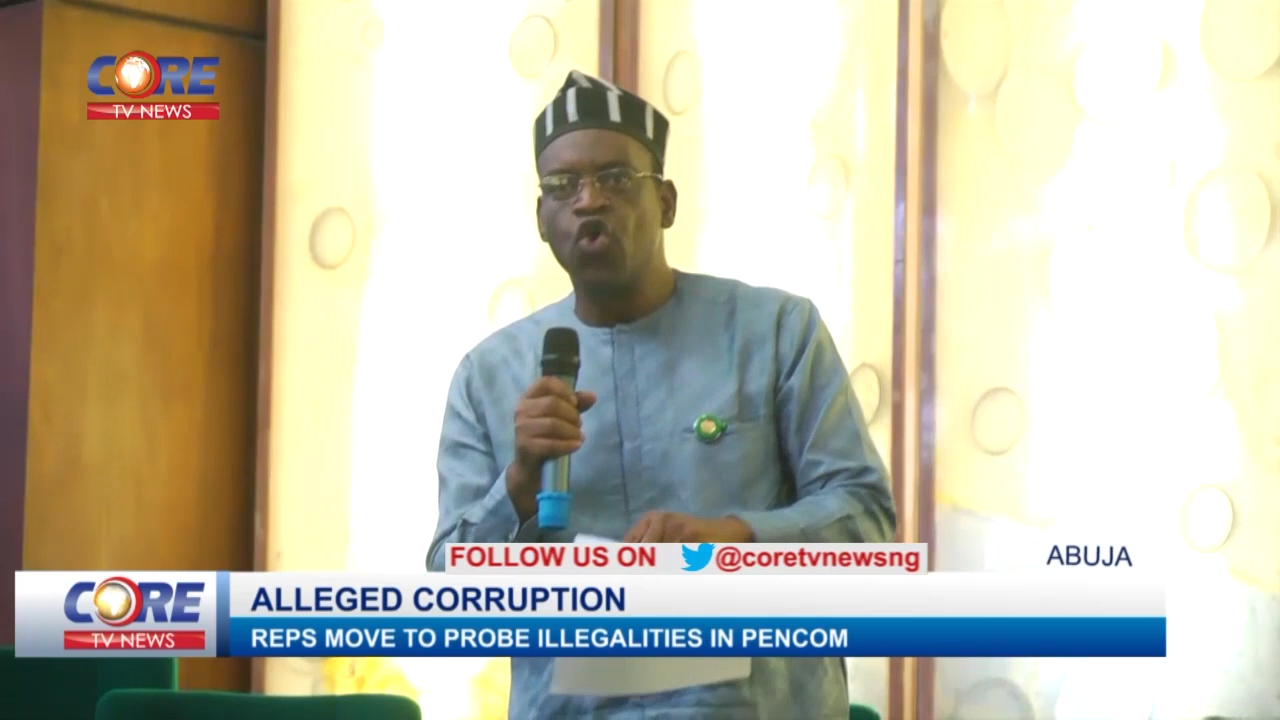 CORE
TV NEWS
FOLLOW US ON @coretvnewsng
ABUJA
CORE
TV NEWS
ALLEGED CORRUPTION
REPS MOVE TO PROBE ILLEGALITIES IN PENCOM